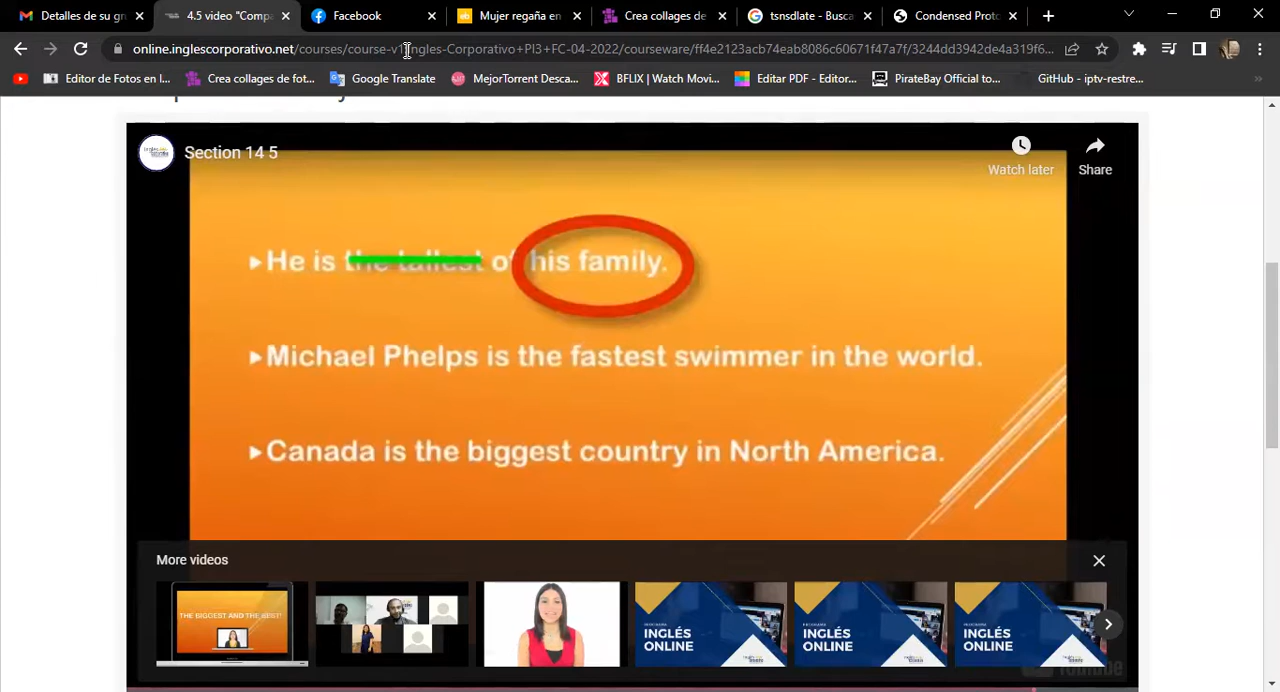 Detalles de su gr
4.5 video "Compa
Facebook
Mujer regaña en
Crea collages de
tsnsdlate - Busca
Condensed Proto
online.inglescorporativo.net/courses/course-v1:Ingles-Corporativo+PI3+FC-04-2022/courseware/ff4e2123acb74eab8086c60671f47a7f/3244dd3942de4a319f6...
Editor de Fotos en l...
Crea collages de fot...
Google Translate
MejorTorrent Desca...
BFLIX | Watch Movi...
Editar PDF - Editor...
PirateBay Official to...
GitHub - iptv-restre...
Section 14 5
Watch later
Share
He is the tallest of his family.
Michael Phelps is the fastest swimmer in the world.
Canada is the biggest country in North America.
More videos
THE BIGGEST AND THE BEST!
INGLÉS
ONLINE
INGLÉS
ONLINE
INGLÉS
ONLINE